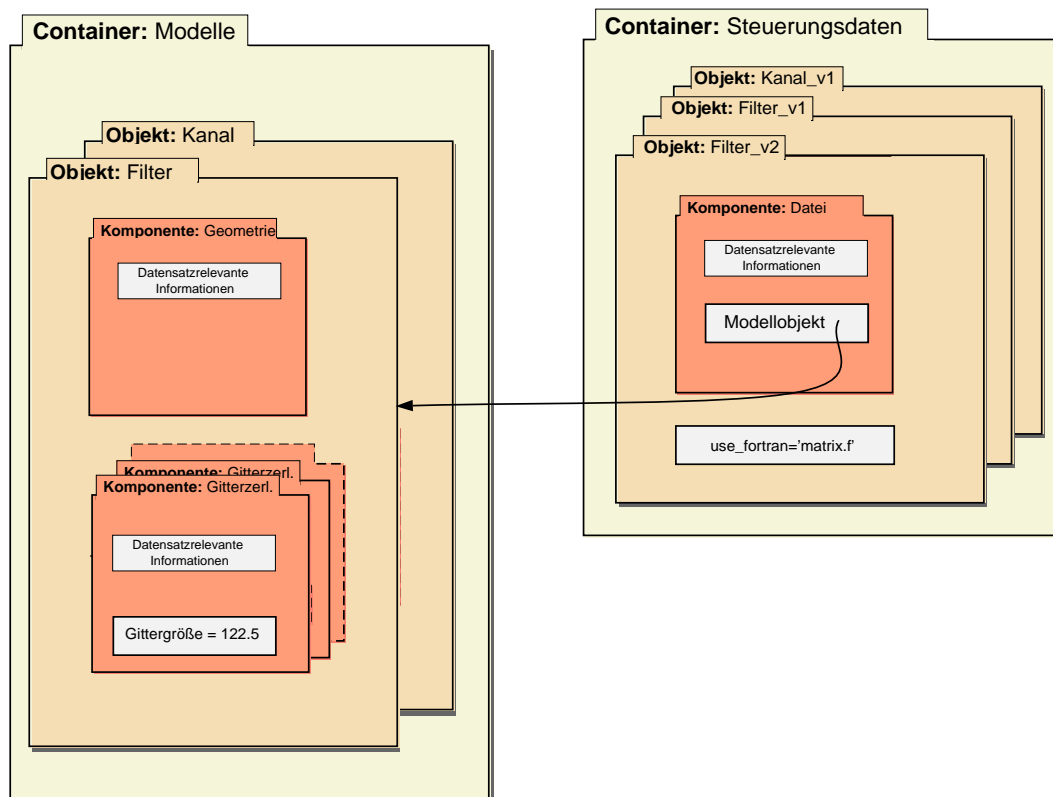 Container: Modelle
Objekt: Kanal
Objekt: Filter
Komponente: Geometrie
Datensatzrelevante
Informationen
Komponente: Gitterzerl.
Komponente: Gitterzerl.
Datensatzrelevante
Informationen
Gittergröße = 122.5
Container: Steuerungsdaten
Objekt: Kanal_v1
Objekt: Filter_v1
Objekt: Filter_v2
Komponente: Datei
Datensatzrelevante
Informationen
Modellobjekt
use_fortran=’matrix.f’